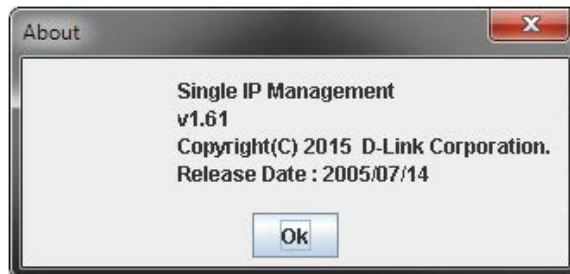 About
Single IP Management
v1.61
Copyright(C) 2015 D-Link Corporation.
Release Date : 2005/07/14
Ok